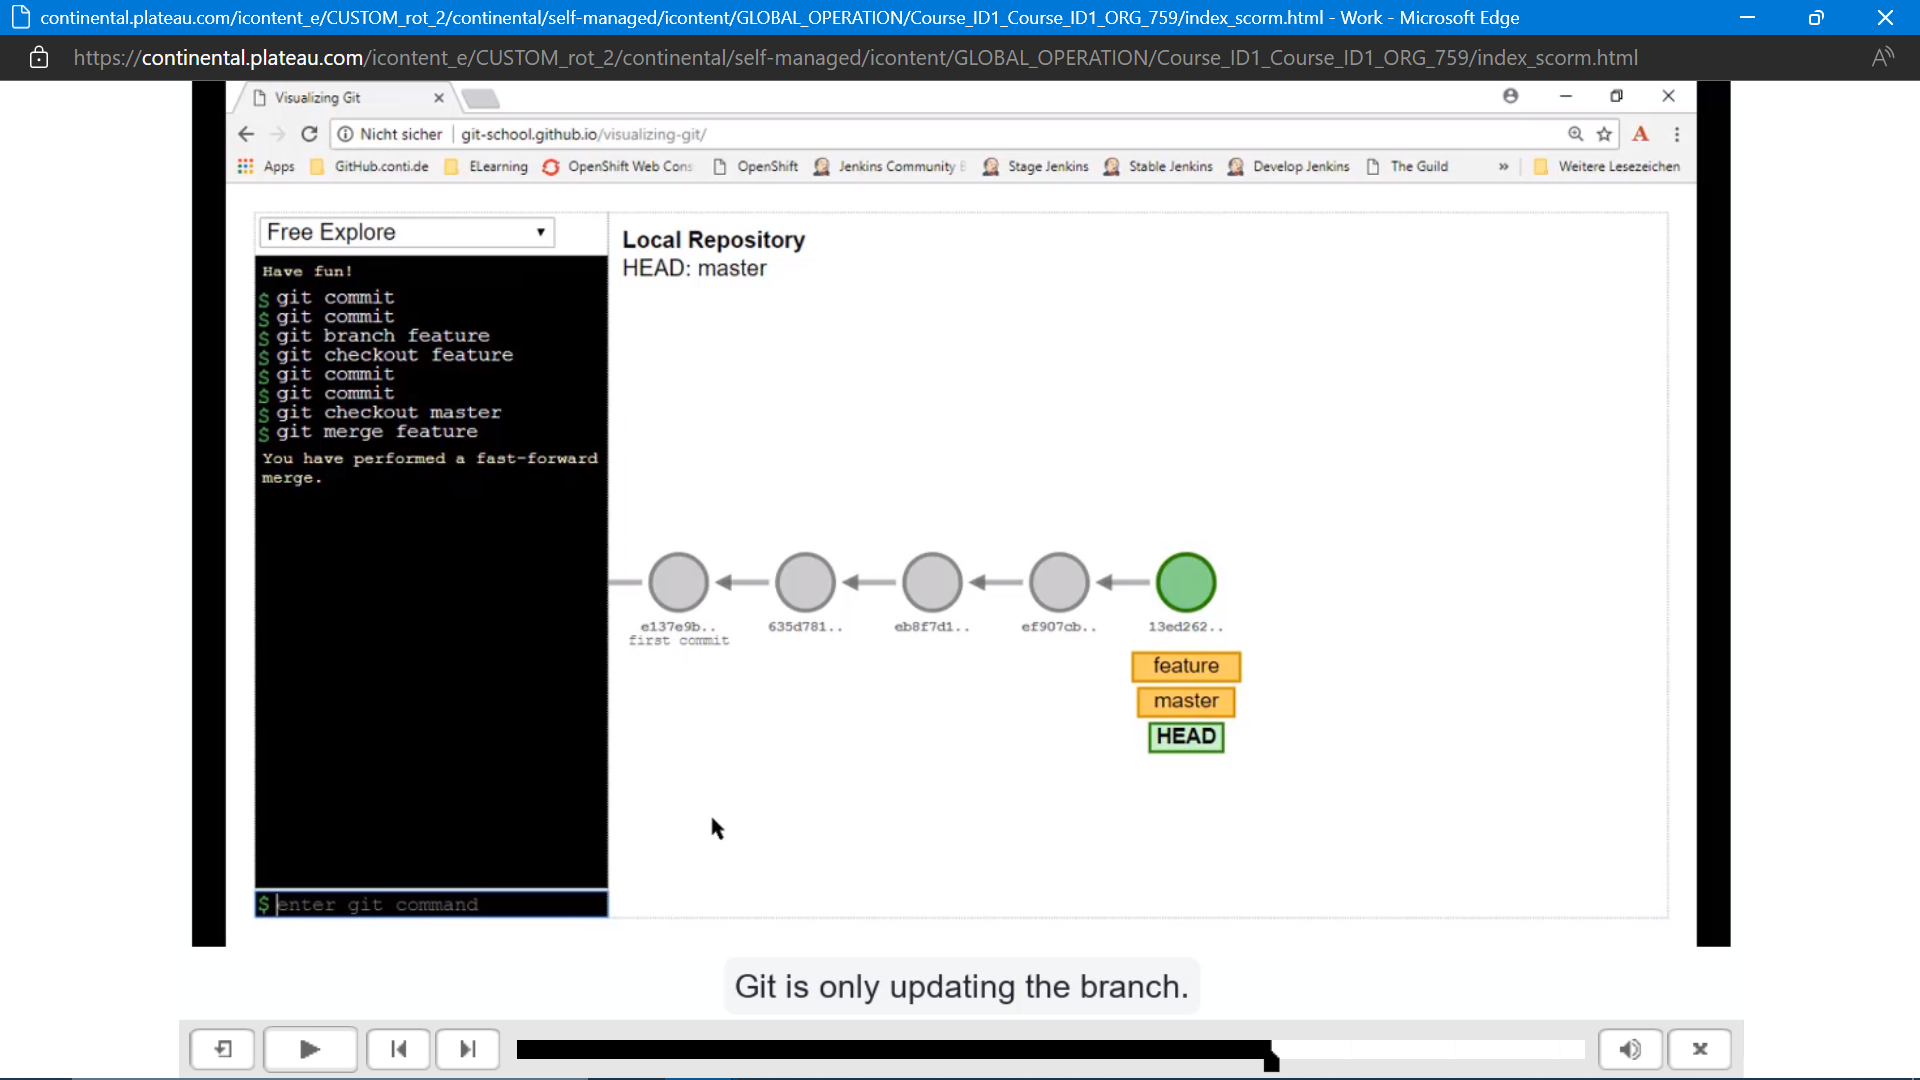 continental.plateau.com/icontent_e/CUSTOM_rot_2/continental/self-managed/icontent/GLOBAL_OPERATION/Course_ID1_Course_ID1_ORG_759/index_scorm.html - Work - Microsoft Edge
https://continental.plateau.com/icontent_e/CUSTOM_rot_2/continental/self-managed/icontent/GLOBAL_OPERATION/Course_ID1_Course_ID1_ORG_759/index_scorm.html
Visualizing Git
Nicht sicher git-school.github.io/visualizing-git/
Apps GitHub.conti.de ELearning OpenShift Web Cons OpenShift Jenkins Community Stage Jenkins Stable Jenkins Develop Jenkins The Guild » Weitere Lesezeichen
Free Explore
Have fun!
$ git commit
$ git commit
$ git branch feature
$ git checkout feature
$ git commit
$ git commit
$ git checkout master
$ git merge feature
You have performed a fast-forward
merge.
$ enter git command
Local Repository
HEAD: master
e137e9b.. 635d781.. eb8f7d1.. ef907cb.. 13ed262..
first commit
feature
master
HEAD
Git is only updating the branch.